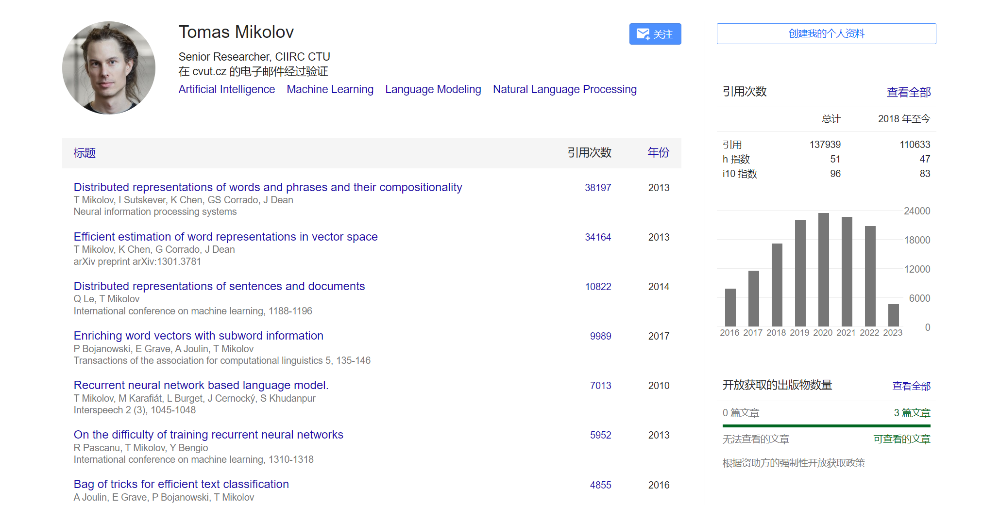 Tomas Mikolov
关注
Senior Researcher, CIIRC CTU
在 cvut.cz 的电子邮件经过验证
Artificial Intelligence Machine Learning Language Modeling Natural Language Processing
标题 引用次数 年份
Distributed representations of words and phrases and their compositionality 38197 2013
T Mikolov, I Sutskever, K Chen, GS Corrado, J Dean
Neural information processing systems
Efficient estimation of word representations in vector space 34164 2013
T Mikolov, K Chen, G Corrado, J Dean
arXiv preprint arXiv:1301.3781
Distributed representations of sentences and documents 10822 2014
Q Le, T Mikolov
International conference on machine learning, 1188-1196
Enriching word vectors with subword information 9989 2017
P Bojanowski, E Grave, A Joulin, T Mikolov
Transactions of the association for computational linguistics 5, 135-146
Recurrent neural network based language model. 7013 2010
T Mikolov, M Karafiát, L Burget, J Cernocký, S Khudanpur
Interspeech 2 (3), 1045-1048
On the difficulty of training recurrent neural networks 5952 2013
R Pascanu, T Mikolov, Y Bengio
International conference on machine learning, 1310-1318
Bag of tricks for efficient text classification 4855 2016
A Joulin, E Grave, P Bojanowski, T Mikolov
创建我的个人资料
引用次数 查看全部
总计 2018 年至今
引用 137939 110633
h 指数 51 47
i10 指数 96 83
24000
18000
12000
6000
0
2016 2017 2018 2019 2020 2021 2022 2023
开放获取的出版物数量 查看全部
0 篇文章 3 篇文章
无法查看的文章 可查看的文章
根据资助方的强制性开放获取政策